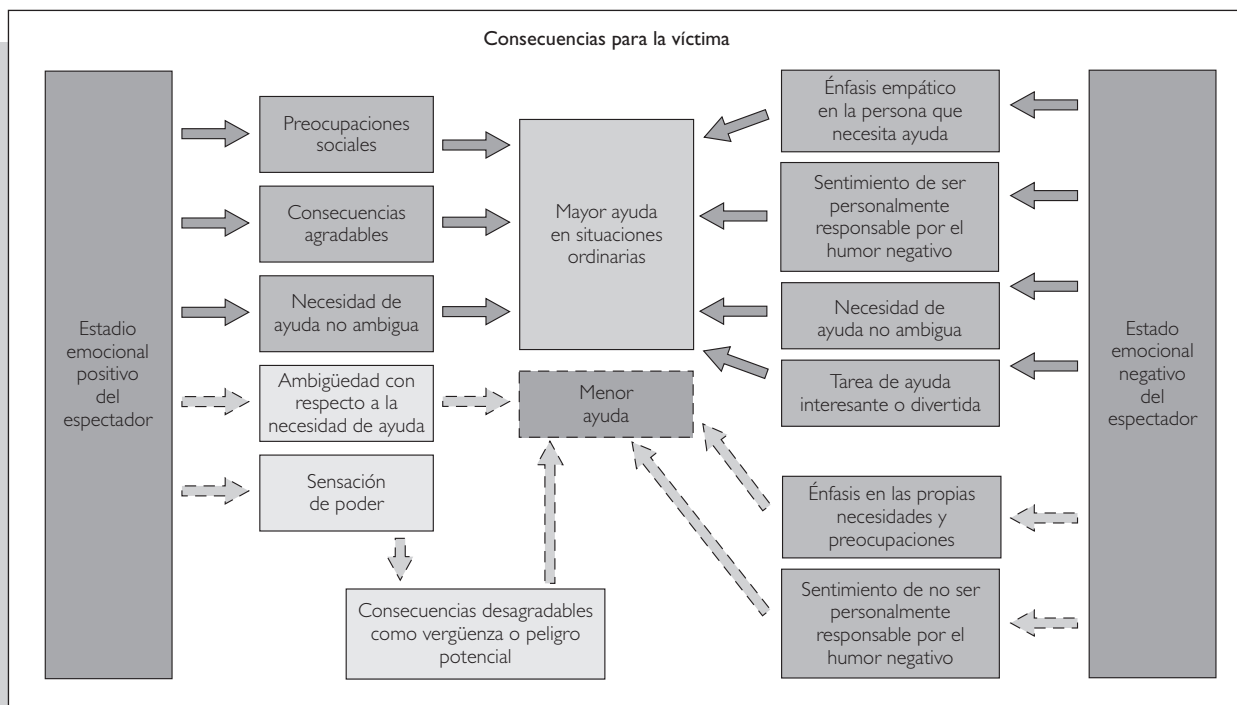 Consecuencias para la víctima
Estadio
emocional
positivo
del
espectador
Preocupaciones
sociales
Consecuencias
agradables
Necesidad de
ayuda no ambigua
Ambigüedad con
respecto a la
necesidad de ayuda
Sensación
de poder
Consecuencias desagradables
como vergüenza o peligro
potencial
Mayor ayuda
en situaciones
ordinarias
Menor
ayuda
Énfasis empático
en la persona que
necesita ayuda
Sentimiento de ser
personalmente
responsable por el
humor negativo
Necesidad de
ayuda no ambigua
Tarea de ayuda
interesante o divertida
Énfasis en las propias
necesidades y
preocupaciones
Sentimiento de no ser
personalmente
responsable por el
humor negativo
Estado
emocional
negativo
del
espectador